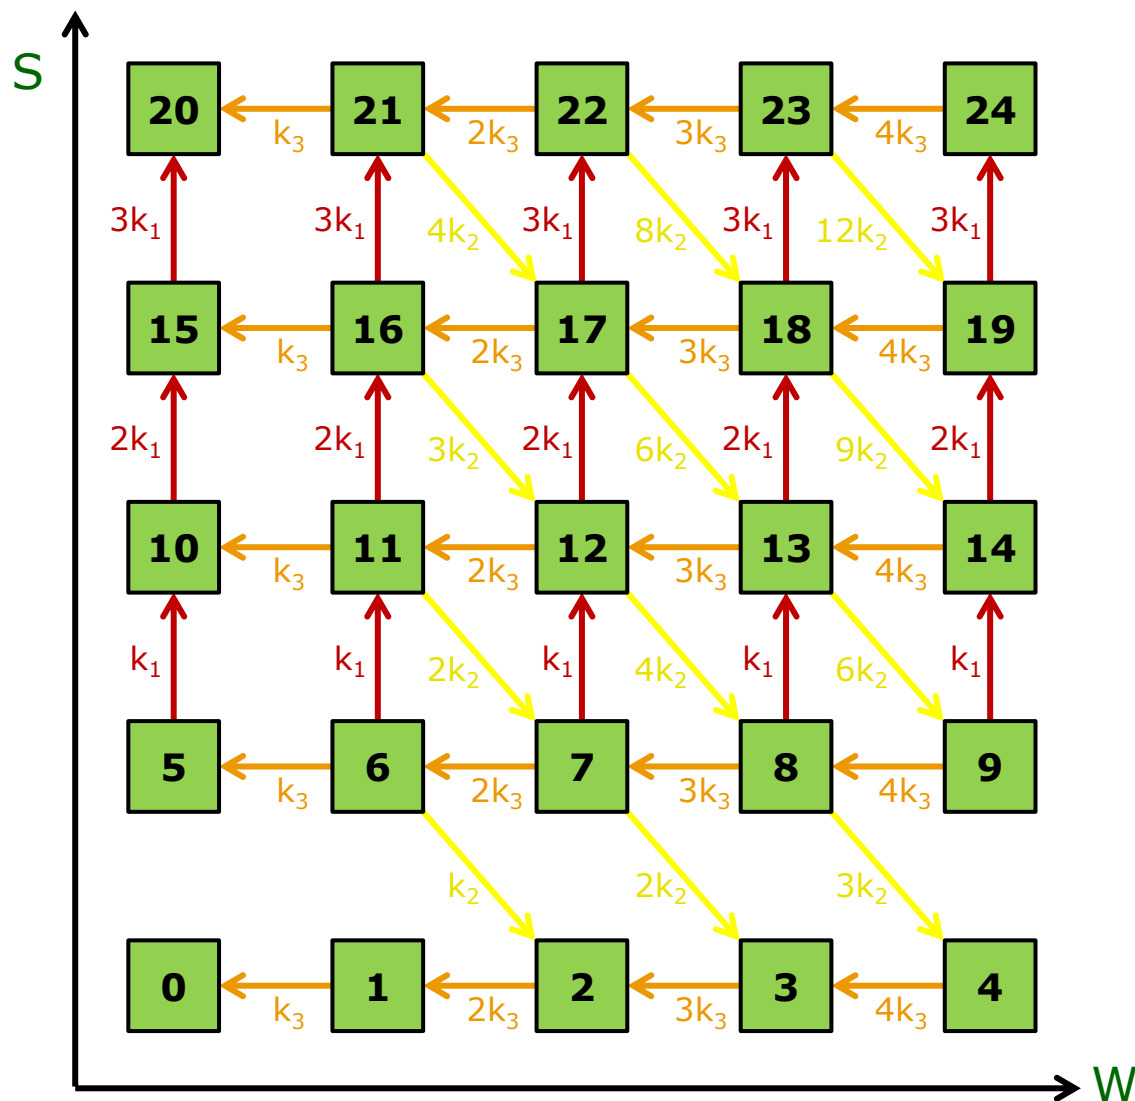 S
20 21 22 23 24
k₃ 2k₃ 3k₃ 4k₃
3k₁ 3k₁ 4k₂ 3k₁ 8k₂ 3k₁ 12k₂ 3k₁
15 16 17 18 19
k₃ 2k₃ 3k₃ 4k₃
2k₁ 2k₁ 3k₂ 2k₁ 6k₂ 2k₁ 9k₂ 2k₁
10 11 12 13 14
k₃ 2k₃ 3k₃ 4k₃
k₁ k₁ 2k₂ k₁ 4k₂ k₁ 6k₂ k₁
5 6 7 8 9
k₃ 2k₃ 3k₃ 4k₃
k₂ 2k₂ 3k₂
0 1 2 3 4
k₃ 2k₃ 3k₃ 4k₃
W